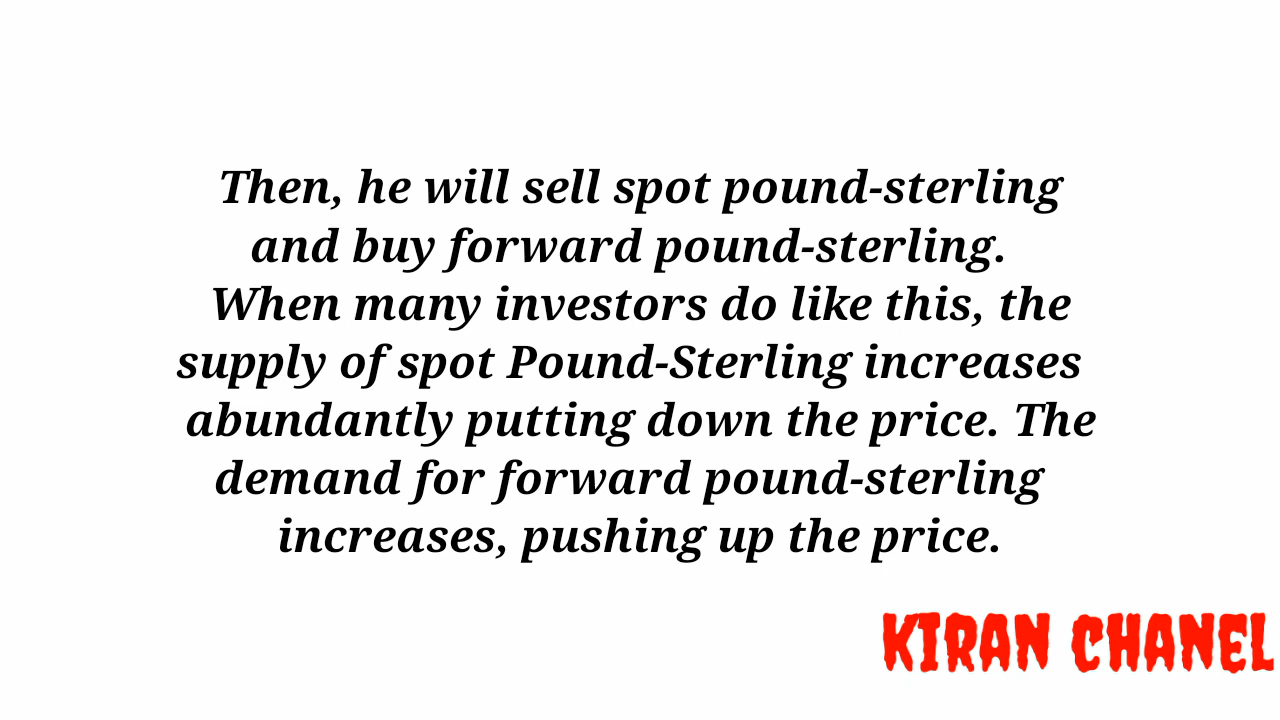 Then, he will sell spot pound-sterling
and buy forward pound-sterling.
When many investors do like this, the
supply of spot Pound-Sterling increases
abundantly putting down the price. The
demand for forward pound-sterling
increases, pushing up the price.
KIRAN CHANEL